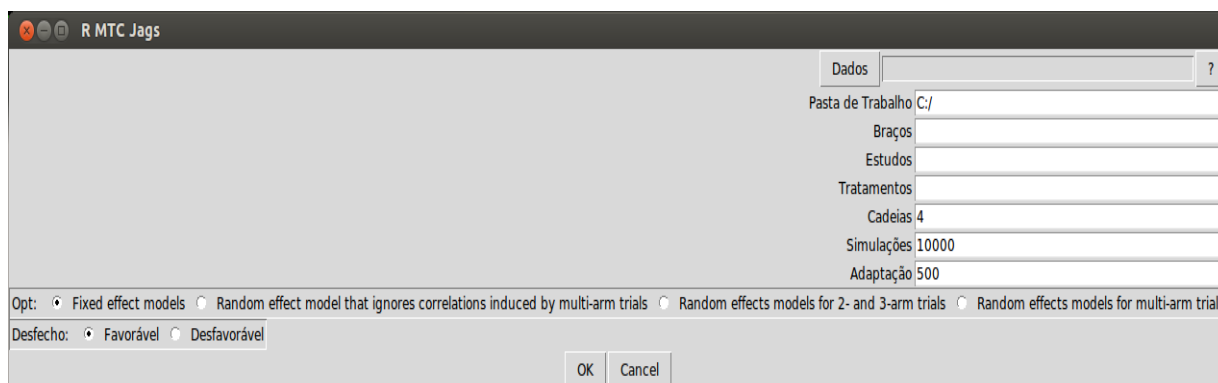 R MTC Jags
Dados ?
Pasta de Trabalho C:/
Braços
Estudos
Tratamentos
Cadeias 4
Simulações 10000
Adaptação 500
Opt: Fixed effect models Random effect model that ignores correlations induced by multi-arm trials Random effects models for 2- and 3-arm trials Random effects models for multi-arm trial
Desfecho: Favorável Desfavorável
OK Cancel